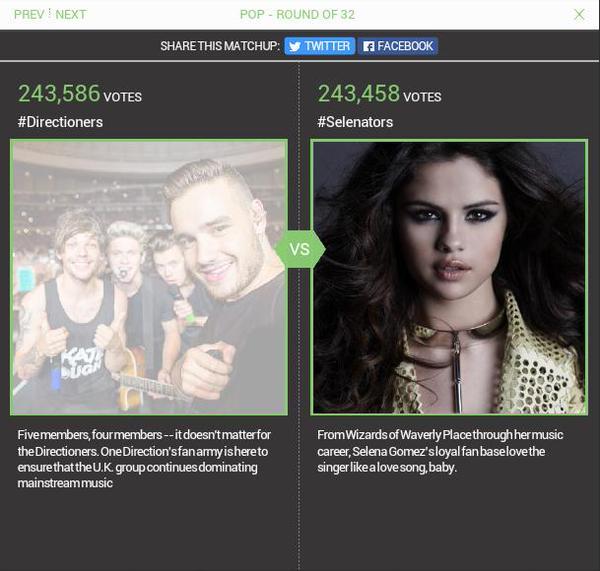 PREV NEXT
POP - ROUND OF 32
SHARE THIS MATCHUP: TWITTER FACEBOOK
243,586 VOTES
#Directioners
243,458 VOTES
#Selenators
VS
Five members, four members -- it doesn't matter for
the Directioners. One Direction's fan army is here to
ensure that the U.K. group continues dominating
mainstream music
From Wizards of Waverly Place through her music
career, Selena Gomez's loyal fan base love the
singer like a love song, baby.